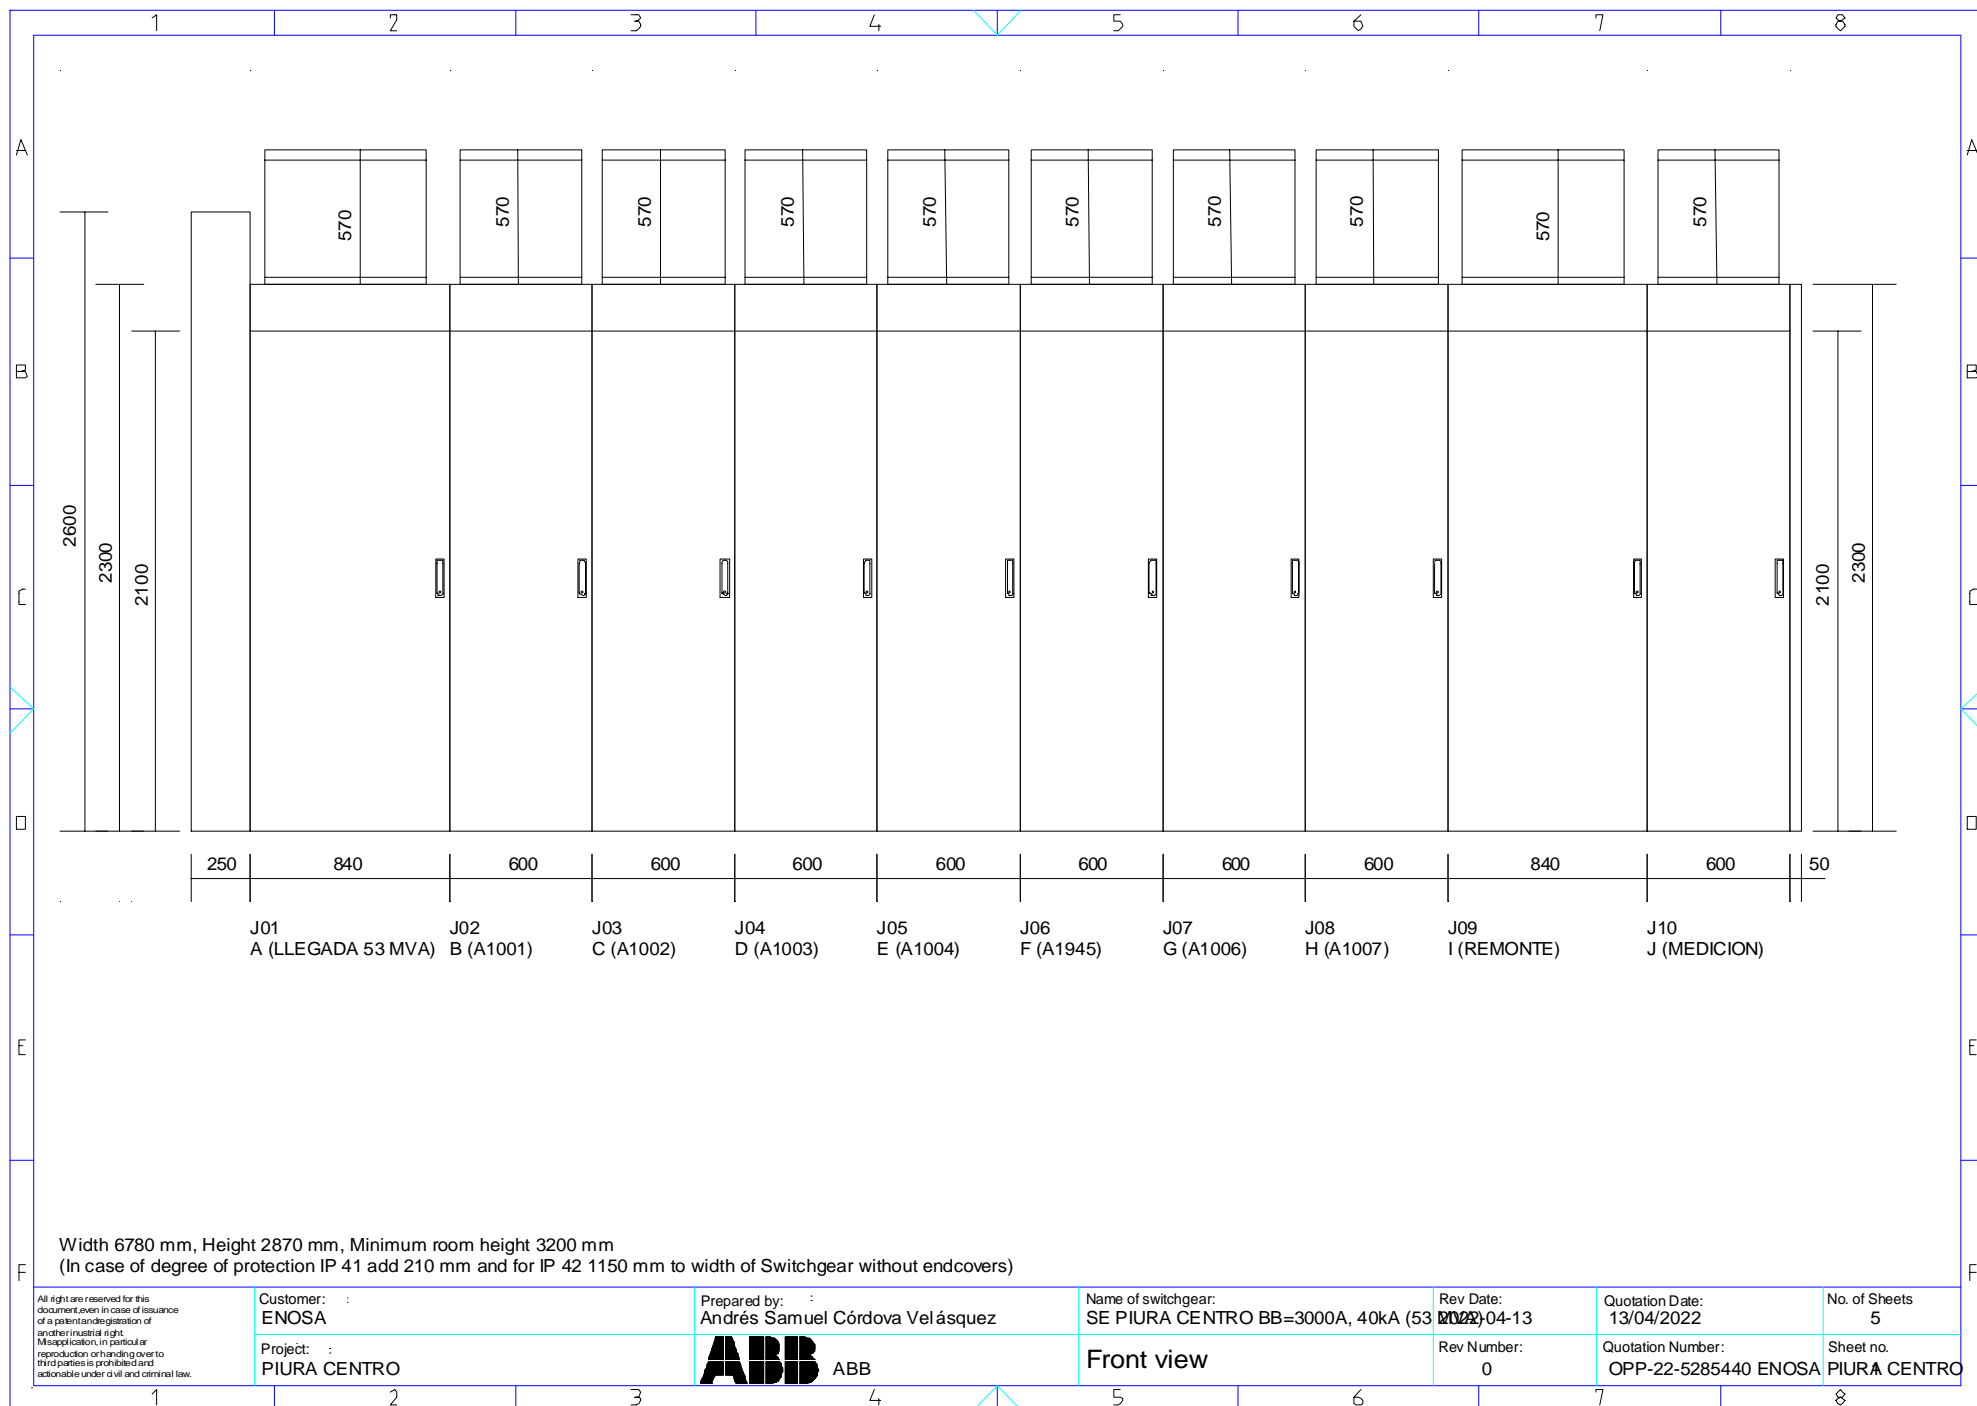 1 2 3 4 5 6 7 8
A A
570 570 570 570 570 570 570 570 570 570
B B
2600 2300 2100 2100 2300
C C
D D
250 840 600 600 600 600 600 600 600 840 600 50
J01 J02 J03 J04 J05 J06 J07 J08 J09 J10
A (LLEGADA 53 MVA) B (A1001) C (A1002) D (A1003) E (A1004) F (A1945) G (A1006) H (A1007) I (REMONTE) J (MEDICION)
E E
Width 6780 mm, Height 2870 mm, Minimum room height 3200 mm
(In case of degree of protection IP 41 add 210 mm and for IP 42 1150 mm to width of Switchgear without endcovers)
F F
All right are reserved for this
document,even in case of issuance
of a patent and registration of
another inustrial right.
Misapplication, in particular
reproduction or handing over to
third parties is prohibited and
actionable under civil and criminal law.
Customer: :
ENOSA
Project: :
PIURA CENTRO
Prepared by: :
Andrés Samuel Córdova Velásquez
ABB ABB
Name of switchgear:
SE PIURA CENTRO BB=3000A, 40kA (53 MVA)
Front view
Rev Date:
2022-04-13
Rev Number:
0
Quotation Date:
13/04/2022
Quotation Number:
OPP-22-5285440 ENOSA PIURA CENTRO
No. of Sheets
5
Sheet no.
1 2 3 4 5 6 7 8